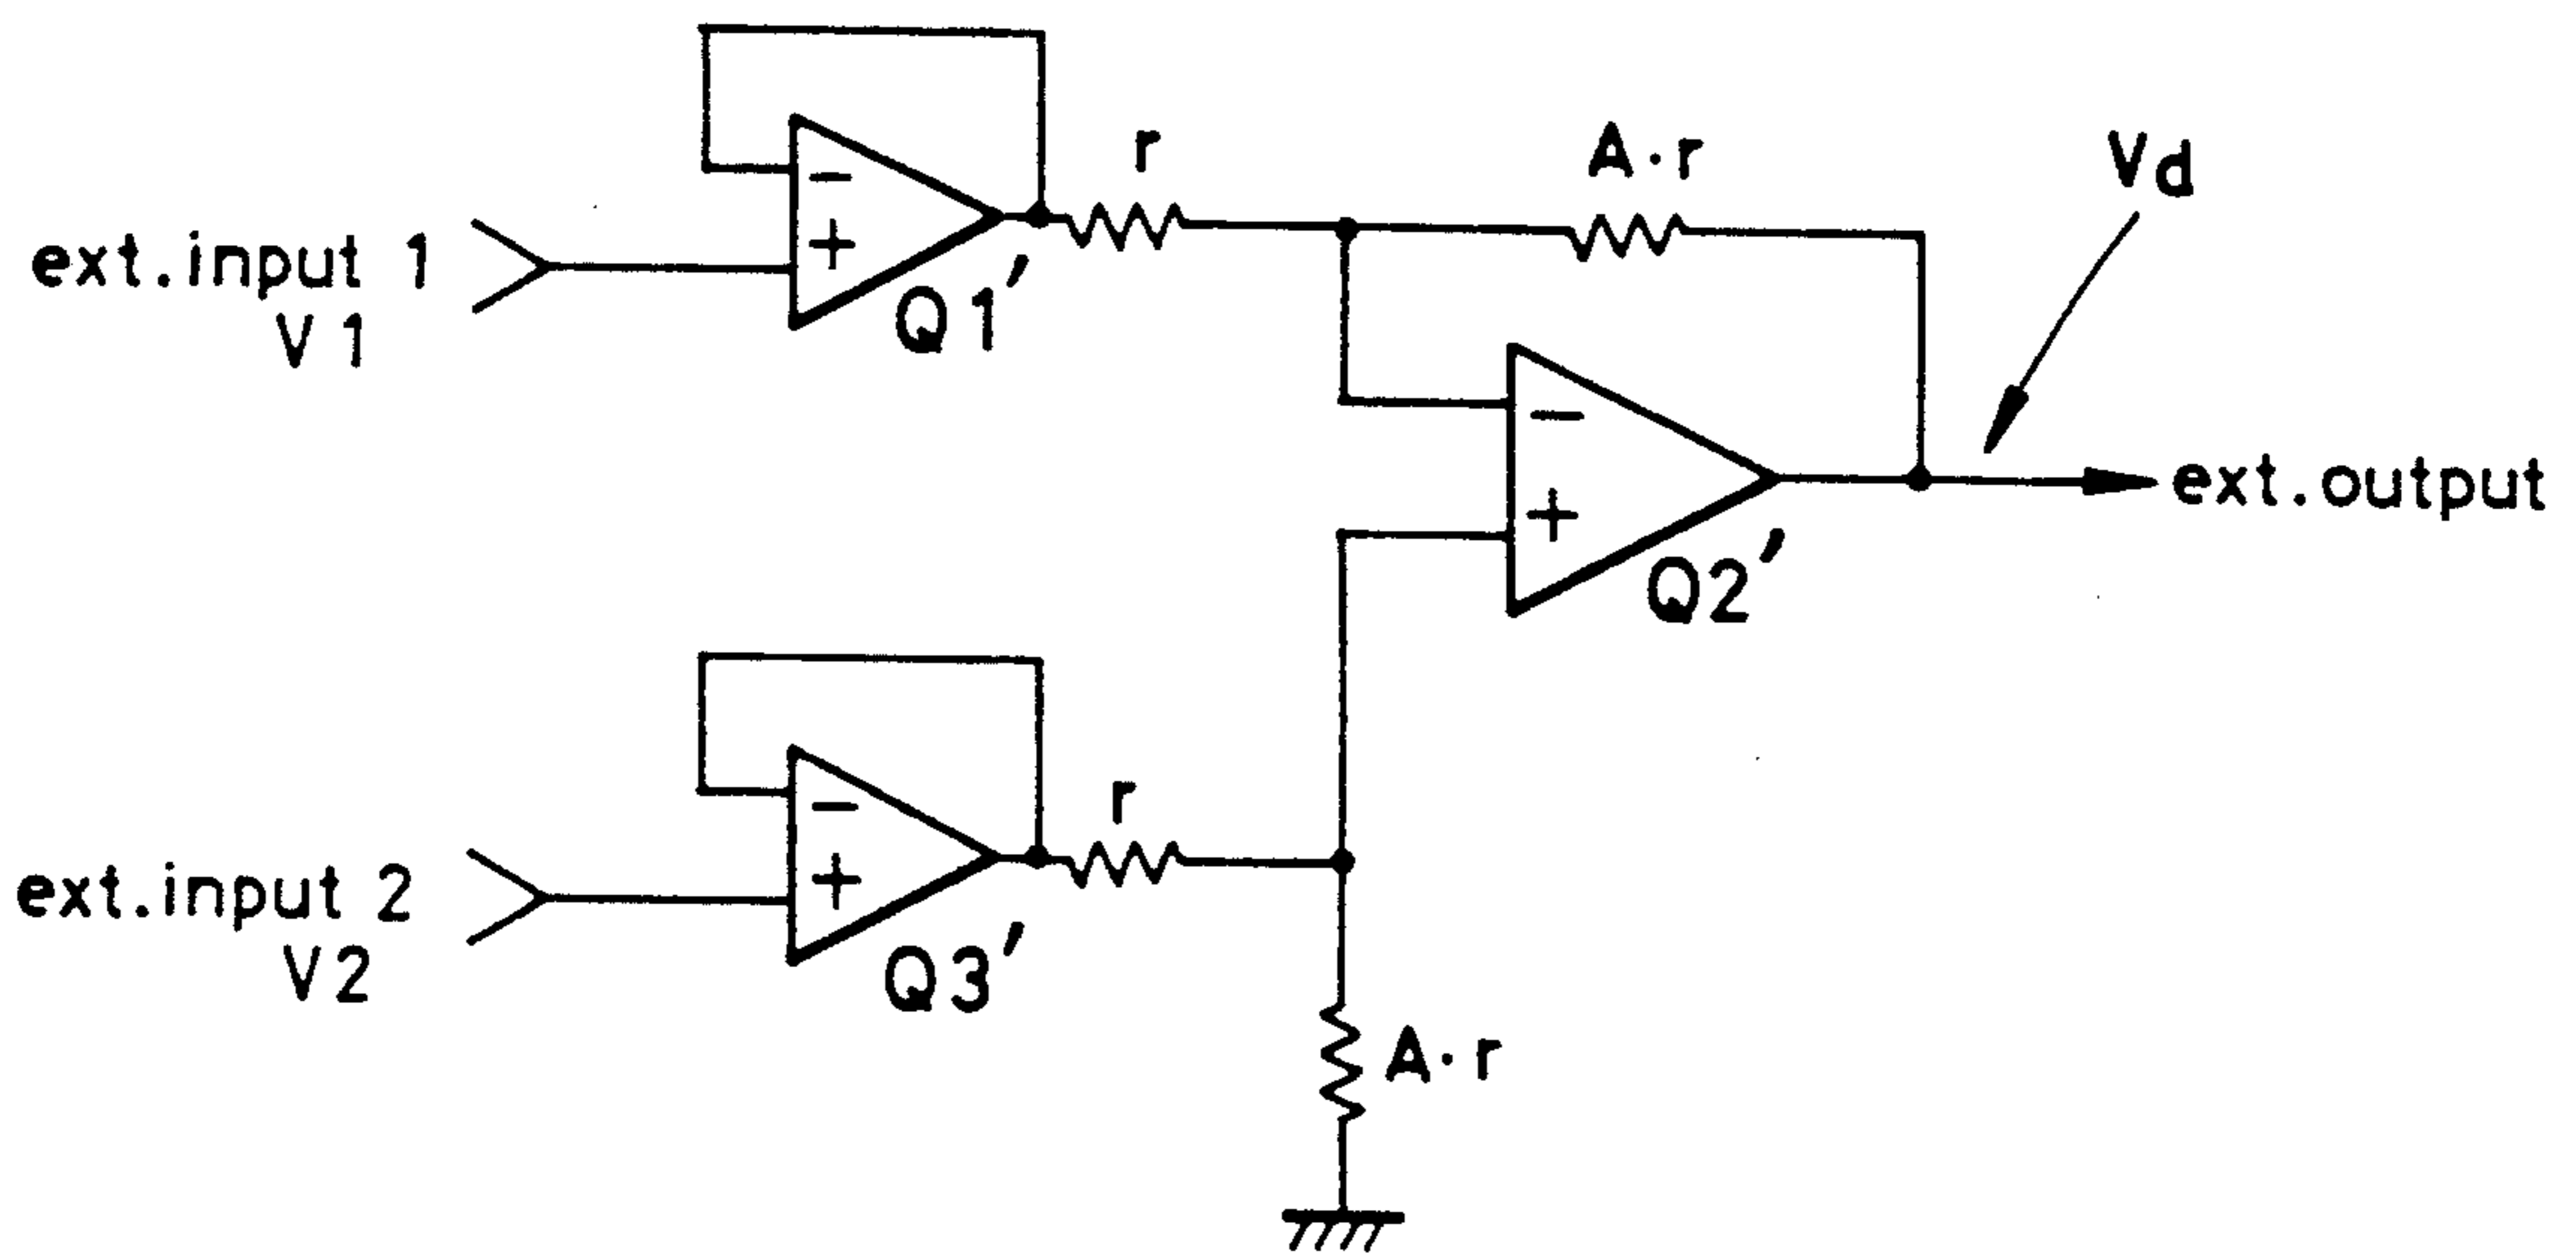 r
A·r
Vd
−
+
ext.input 1
V1
Q1′
−
+
ext.output
Q2′
r
−
+
ext.input 2
V2
Q3′
A·r